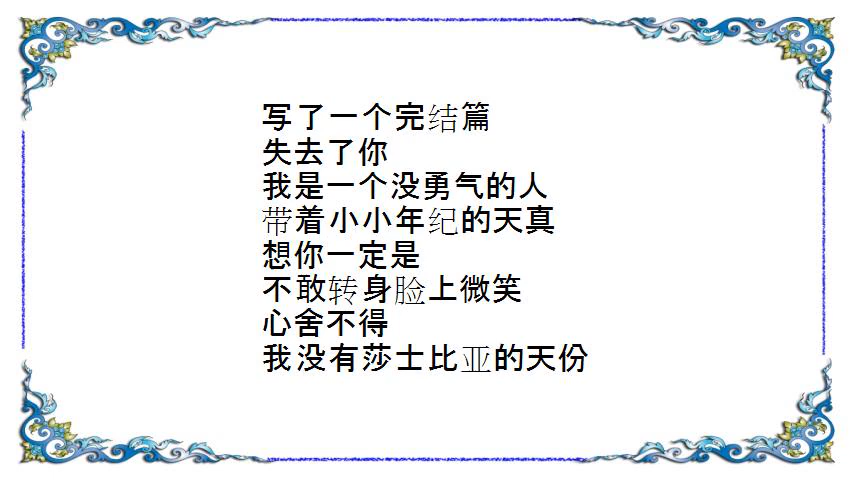 写了一个完结篇
失去了你
我是一个没勇气的人
带着小小年纪的天真
想你一定是
不敢转身脸上微笑
心舍不得
我没有莎士比亚的天份